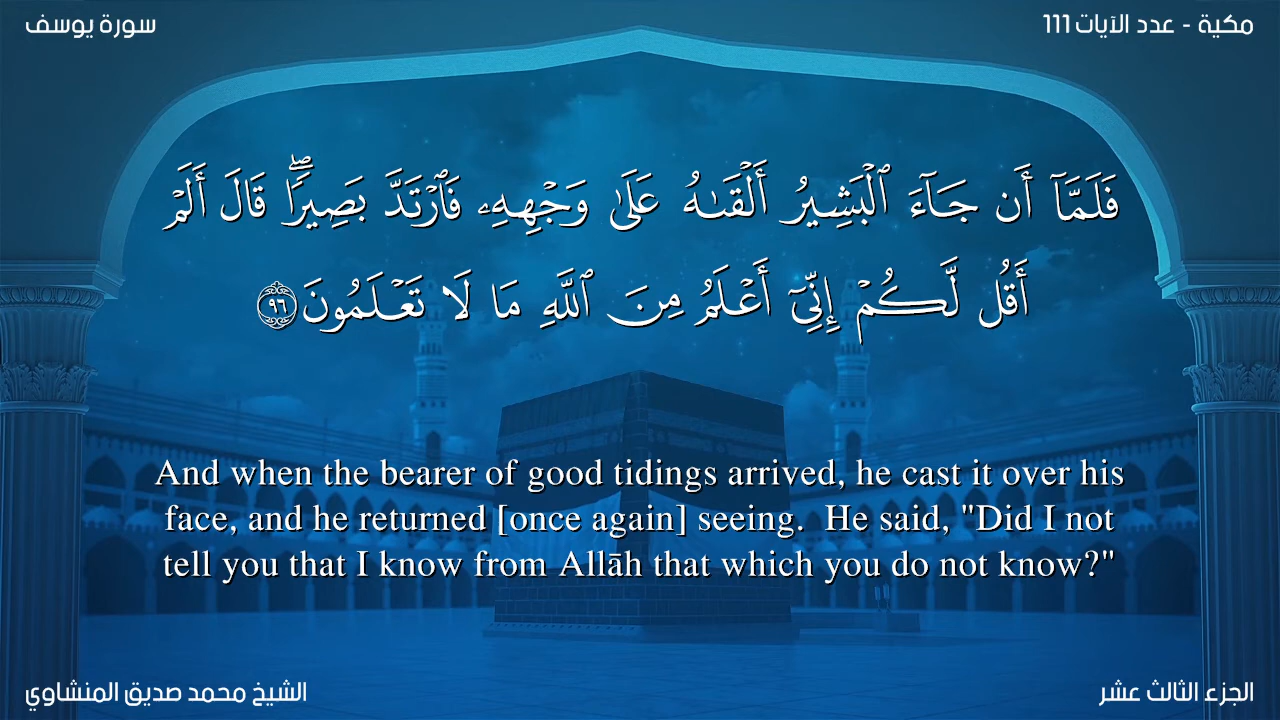 مكية - عدد الآيات 111
سورة يوسف
فَلَمَّآ أَن جَآءَ ٱلْبَشِيرُ أَلْقَىٰهُ عَلَىٰ وَجْهِهِۦ فَٱرْتَدَّ بَصِيرًۭا ۖ قَالَ أَلَمْ
أَقُل لَّكُمْ إِنِّىٓ أَعْلَمُ مِنَ ٱللَّهِ مَا لَا تَعْلَمُونَ ٩٦
And when the bearer of good tidings arrived, he cast it over his
face, and he returned [once again] seeing.  He said, "Did I not
tell you that I know from Allāh that which you do not know?"
الجزء الثالث عشر
الشيخ محمد صديق المنشاوي